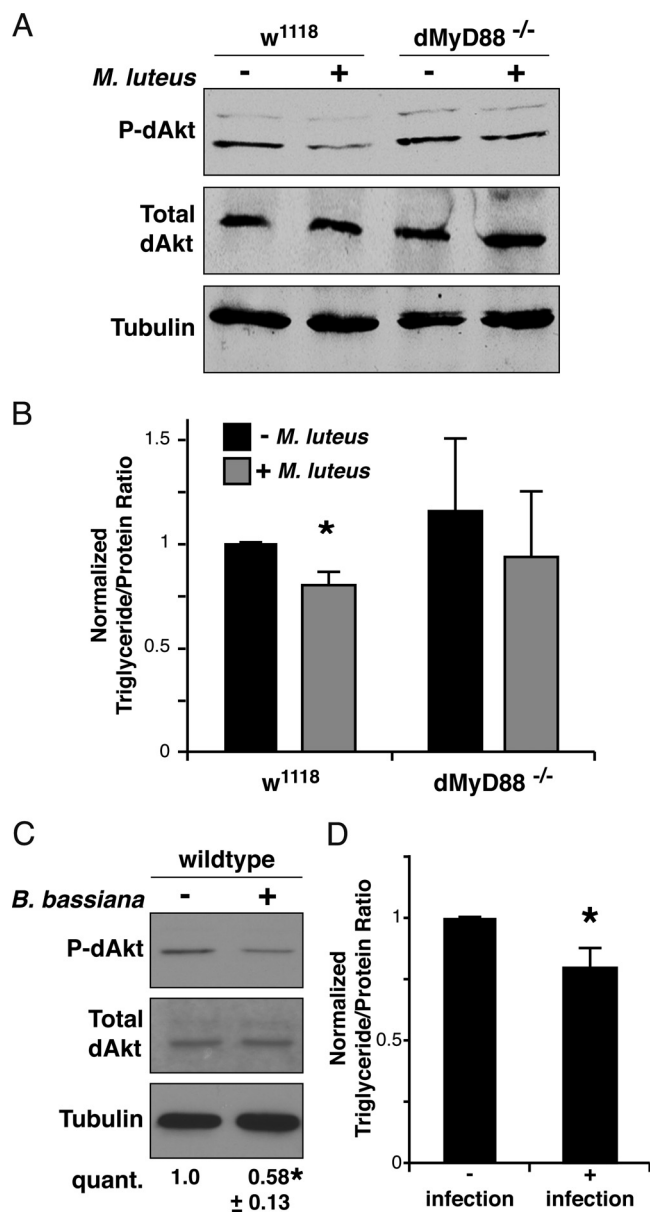 A
w1118 dMyD88 -/-
M. luteus - + - +
P-dAkt
Total
dAkt
Tubulin
B
Normalized
Triglyceride/Protein Ratio
1.5
1
0.5
0
- M. luteus
+ M. luteus
*
w1118 dMyD88 -/-
C
wildtype
B. bassiana - +
P-dAkt
Total
dAkt
Tubulin
quant. 1.0 0.58*
± 0.13
D
Normalized
Triglyceride/Protein Ratio
1
0.5
0
*
- +
infection infection